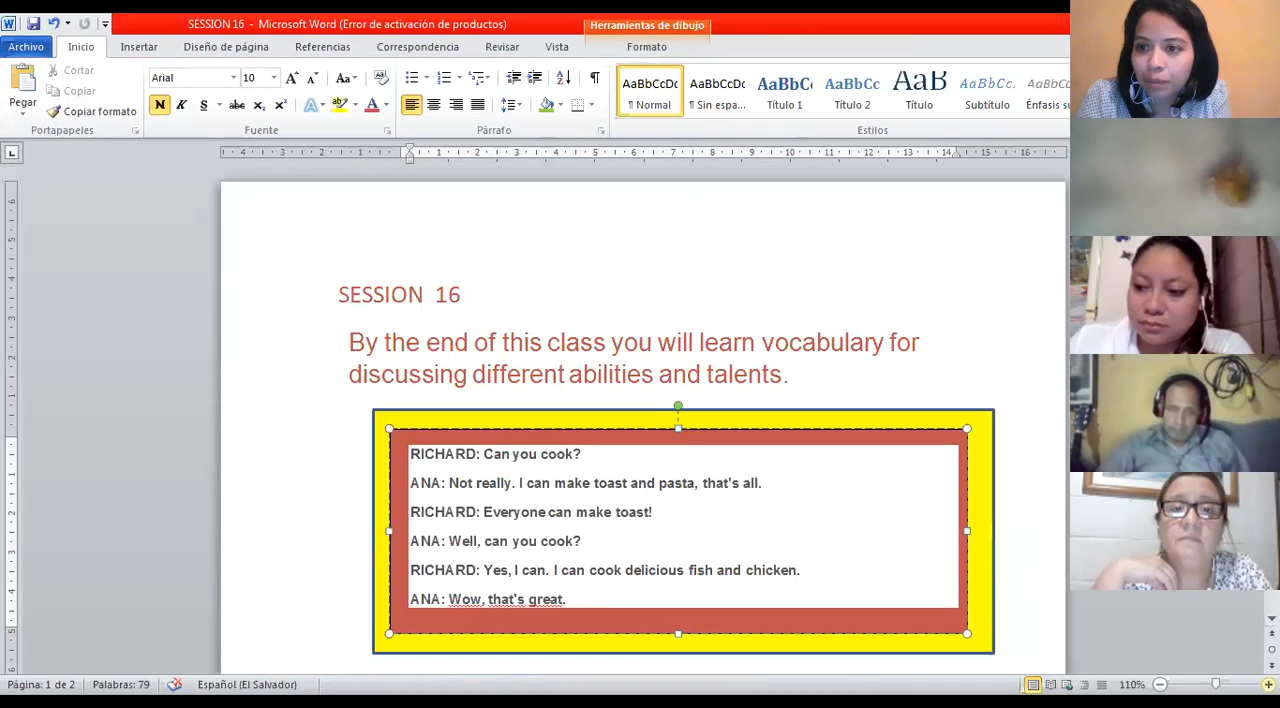 SESSION 16 - Microsoft Word (Error de activación de productos)
Herramientas de dibujo
Archivo
Inicio
Insertar
Diseño de página
Referencias
Correspondencia
Revisar
Vista
Formato
Pegar
Cortar
Copiar
Copiar formato
Portapapeles
Arial
10
Fuente
Párrafo
AaBbCcDc
¶ Normal
AaBbCcDc
¶ Sin espa...
AaBbC
Título 1
AaBbCc
Título 2
AaB
Título
AaBbCc.
Subtítulo
AaBbCcDc
Énfasis su
Estilos
SESSION 16
By the end of this class you will learn vocabulary for
discussing different abilities and talents.
RICHARD: Can you cook?
ANA: Not really. I can make toast and pasta, that's all.
RICHARD: Everyone can make toast!
ANA: Well, can you cook?
RICHARD: Yes, I can. I can cook delicious fish and chicken.
ANA: Wow, that's great.
Página: 1 de 2
Palabras: 79
Español (El Salvador)
110%